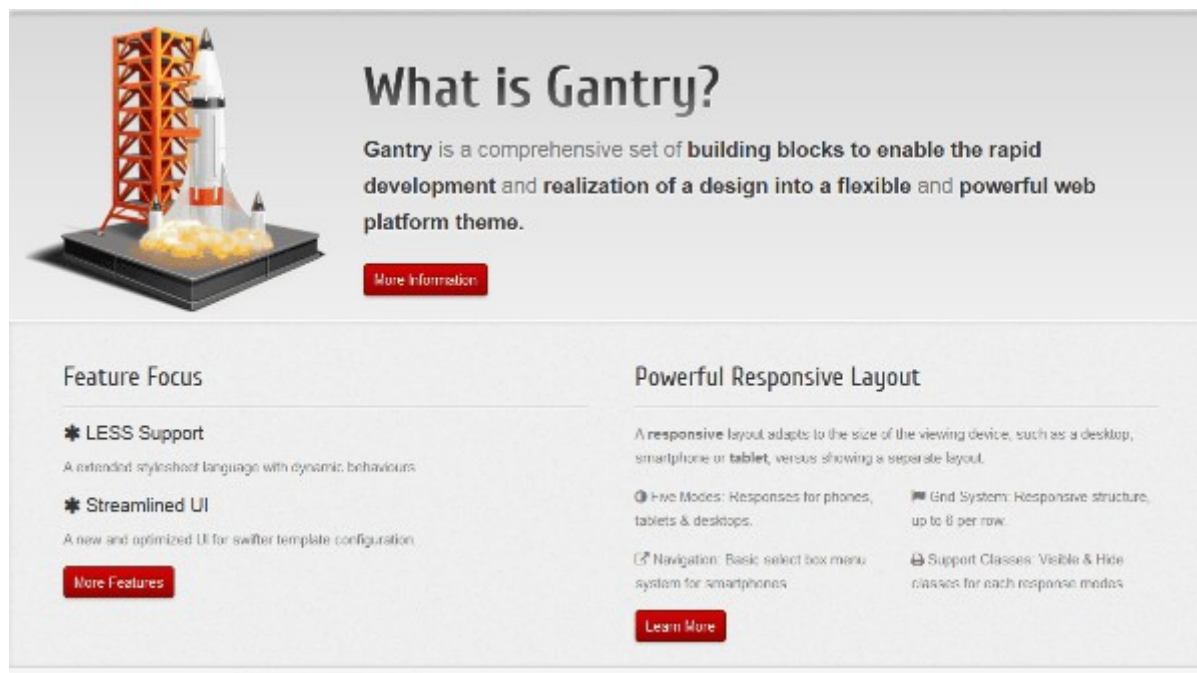 What is Gantry?
Gantry is a comprehensive set of building blocks to enable the rapid
development and realization of a design into a flexible and powerful web
platform theme.
More Information
Feature Focus
LESS Support
A extended stylesheet language with dynamic behaviours
Streamlined UI
A new and optimized UI for swifter template configuration
More Features
Powerful Responsive Layout
A responsive layout adapts to the size of the viewing device, such as a desktop,
smartphone or tablet, versus showing a separate layout.
Five Modes: Responses for phones,
tablets & desktops.
Grid System: Responsive structure,
up to 6 per row.
Navigation: Basic select box menu
system for smartphones
Support Classes: Visible & Hide
classes for each response modes
Learn More